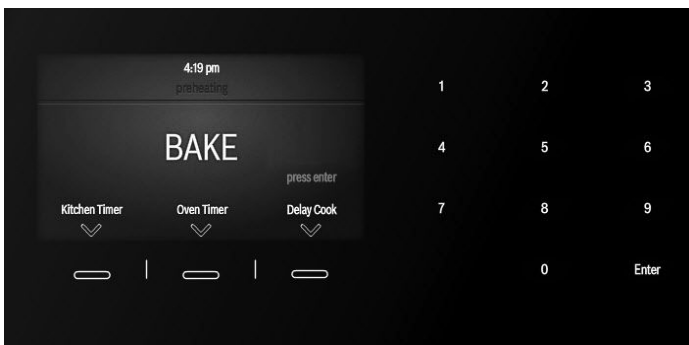 4:19 pm
preheating
BAKE
press enter
Kitchen Timer Oven Timer Delay Cook
1 2 3
4 5 6
7 8 9
0 Enter